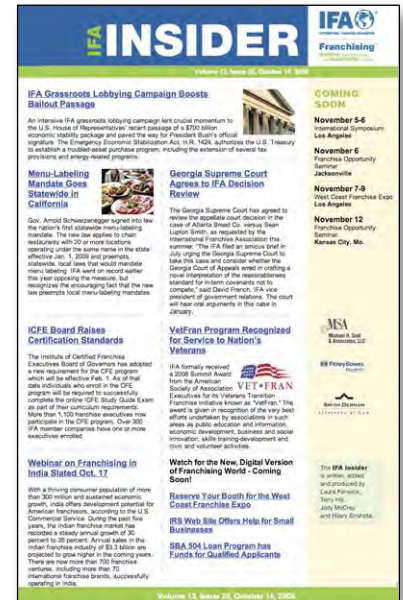 IFA INSIDER
IFA
Franchising
Volume 13, Issue 20, October 14, 2008
IFA Grassroots Lobbying Campaign Boosts
Bailout Passage
An intensive IFA grassroots lobbying campaign lent crucial momentum to
the U.S. House of Representatives' recent passage of a $700 billion
economic stability package and paved the way for President Bush's official
signature. The Emergency Economic Stabilization Act, H.R. 1424, authorizes the U.S. Treasury
to establish a troubled-asset purchase program, including the extension of several tax
provisions and energy-related programs.
Menu-Labeling
Mandate Goes
Statewide in
California
Gov. Arnold Schwarzenegger signed into law
the nation's first statewide menu-labeling
mandate. The new law applies to chain
restaurants with 20 or more locations
operating under the same name in the state
effective Jan. 1, 2009 and preempts,
statewide, local laws that would mandate
menu labeling. IFA went on record earlier
this year opposing the measure, but
recognizes the encouraging fact that the new
law preempts local menu-labeling mandates.
ICFE Board Raises
Certification Standards
The Institute of Certified Franchise
Executives Board of Governors has adopted
a new requirement for the CFE program
which will be effective Feb. 1. As of that
date individuals who enroll in the CFE
program will be required to successfully
complete the online ICFE Study Guide Exam
as part of their curriculum requirements.
More than 1,100 franchise executives now
participate in the CFE program. Over 300
IFA member companies have one or more
executives enrolled.
Webinar on Franchising in
India Slated Oct. 17
With a thriving consumer population of more
than 300 million and sustained economic
growth, India offers development potential for
American franchisors, according to the U.S.
Commercial Service. During the past five
years, the Indian franchise market has
recorded a steady annual growth of 30
percent to 35 percent. Annual sales in the
Indian franchise industry of $3.3 billion are
projected to grow higher in the coming years.
There are now more than 700 franchise
ventures, including more than 70
international franchise brands, successfully
operating in India.
Georgia Supreme Court
Agrees to IFA Decision
Review
The Georgia Supreme Court has agreed to
review the appellate court decision in the
case of Atlanta Bread Co. versus Sean
Lupton Smith, as requested by the
International Franchise Association this
summer. "The IFA filed an amicus brief in
July urging the Georgia Supreme Court to
take this case and consider whether the
Georgia Court of Appeals erred in crafting a
novel interpretation of the reasonableness
standard for in-term covenants not to
compete," said David French, IFA vice
president of government relations. The court
will hear oral arguments in this case in
January.
VetFran Program Recognized
for Service to Nation's
Veterans
IFA formally received
a 2008 Summit Award
from the American
Society of Association
VETFRAN
Executives for its Veterans Transition
Franchise Initiative known as "VetFran." The
award is given in recognition of the very best
efforts undertaken by associations in such
areas as public education and information,
economic development, business and social
innovation, skills training-development and
civic and volunteer activities.
Watch for the New, Digital Version
of Franchising World - Coming
Soon!
Reserve Your Booth for the West
Coast Franchise Expo
IRS Web Site Offers Help for Small
Businesses
SBA 504 Loan Program has
Funds for Qualified Applicants
COMING
SOON
November 5-6
International Symposium
Los Angeles
November 6
Franchise Opportunity
Seminar
Jacksonville
November 7-9
West Coast Franchise Expo
Los Angeles
November 12
Franchise Opportunity
Seminar
Kansas City, Mo.
MSA
Michael H. Seid
& Associates, LLC
Pitney Bowes
The IFA Insider
is written, edited
and produced by
Laura Fenwick,
Terry Hill,
Jody McCray
Volume 13, Issue 20, October 14, 2008